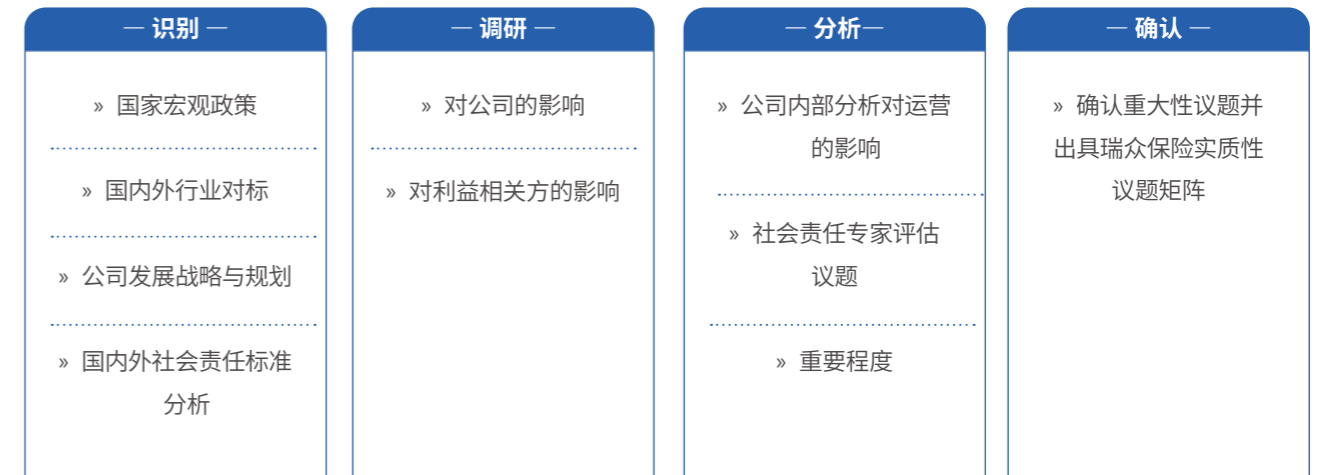 — 识别 —
» 国家宏观政策
» 国内外行业对标
» 公司发展战略与规划
» 国内外社会责任标准
分析
— 调研 —
» 对公司的影响
» 对利益相关方的影响
— 分析—
» 公司内部分析对运营
的影响
» 社会责任专家评估
议题
» 重要程度
— 确认 —
» 确认重大性议题并
出具瑞众保险实质性
议题矩阵